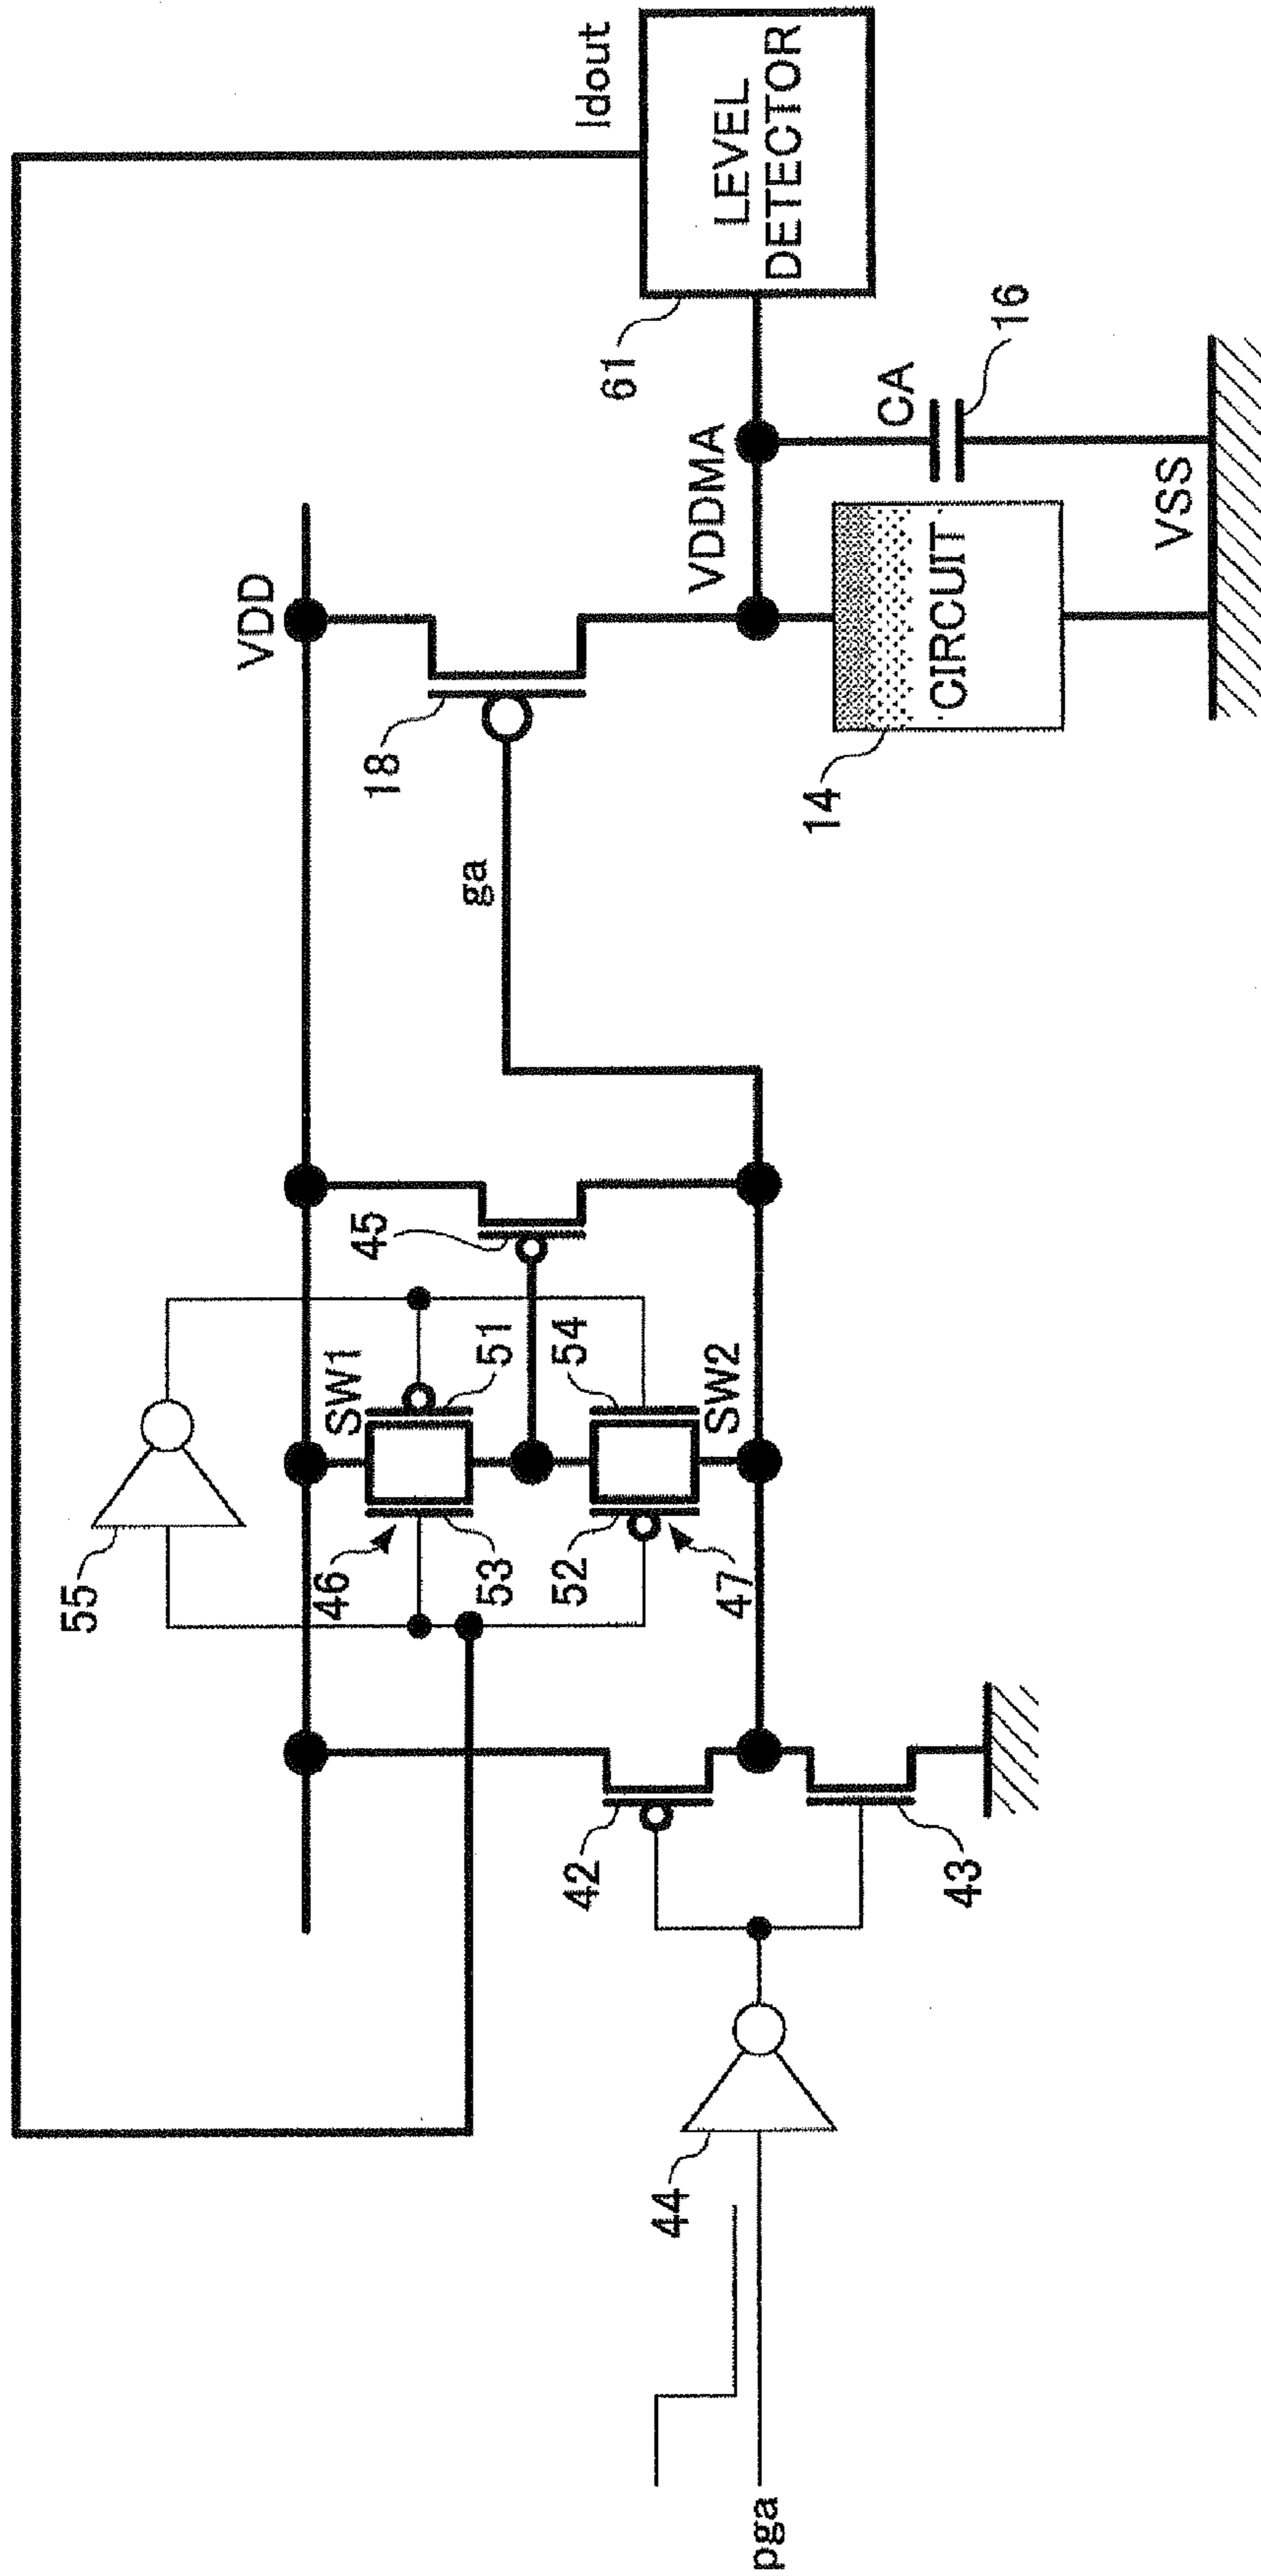 ldout
LEVEL
DETECTOR
61
VDD
VDDMA
CA
16
18
CIRCUIT
VSS
14
ga
45
55
SW1
51
54
SW2
46
53
52
47
42
43
44
pga